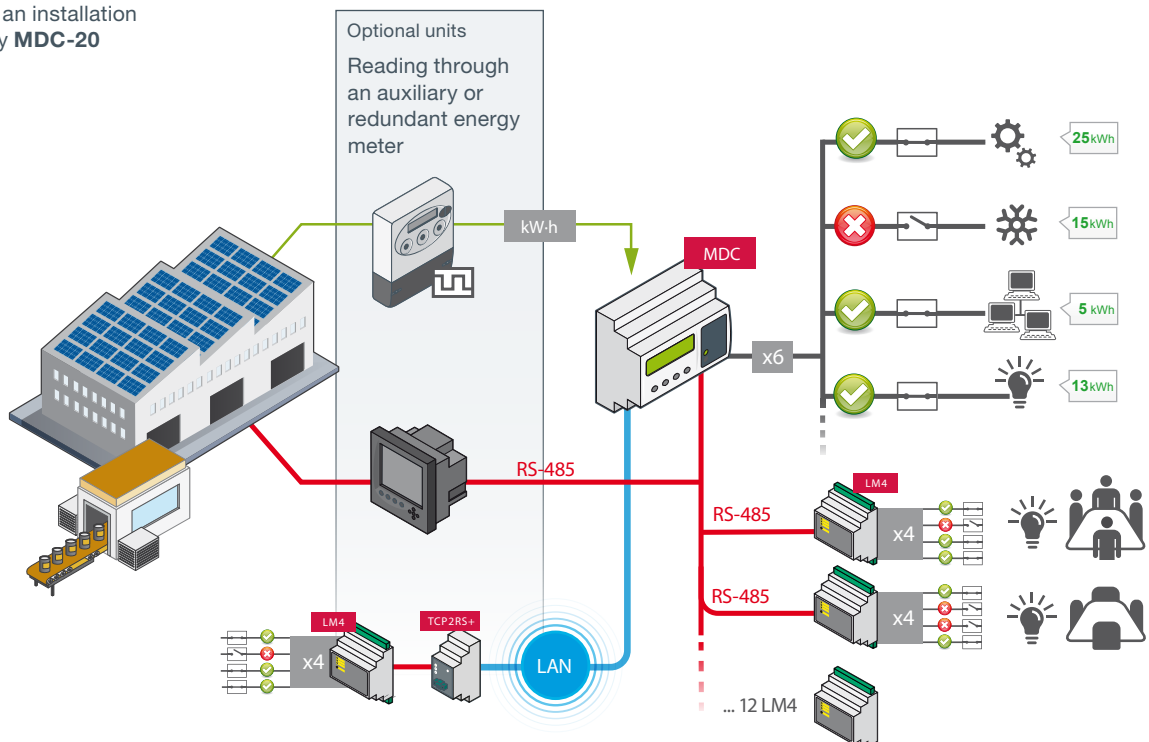 an installation
y MDC-20
Optional units
Reading through
an auxiliary or
redundant energy
meter
kW·h
MDC
x6
25kWh
15kWh
5 kWh
13kWh
RS-485
LM4
RS-485
x4
RS-485
x4
LM4
TCP2RS+
x4
LAN
... 12 LM4